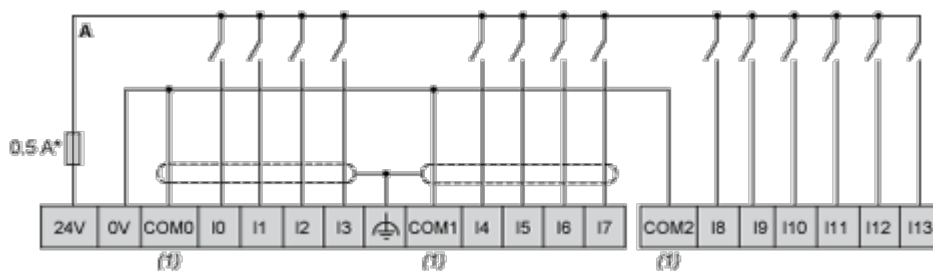 A
0.5 A*
24V 0V COM0 I0 I1 I2 I3 COM1 I4 I5 I6 I7 COM2 I8 I9 I10 I11 I12 I13
(1) (1) (1)